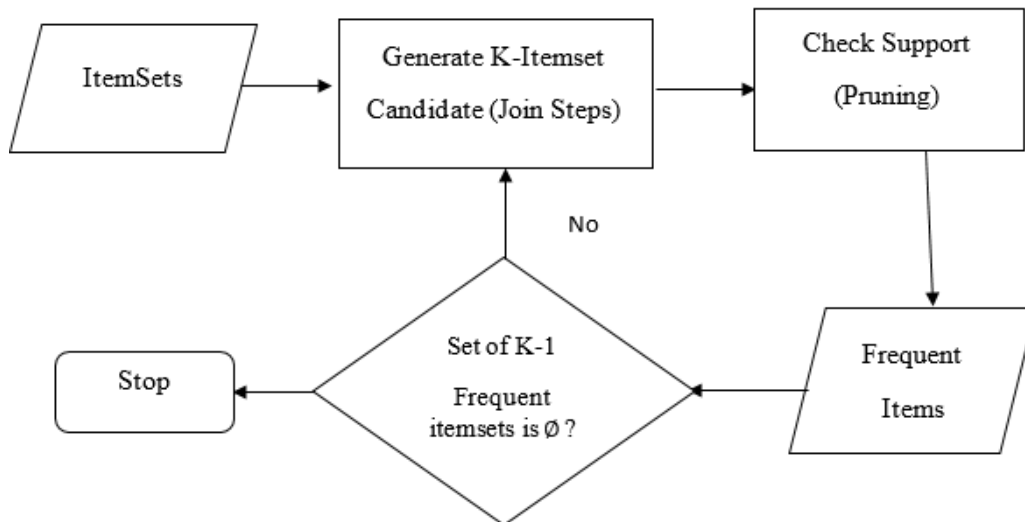 ItemSets
Generate K-Itemset
Candidate (Join Steps)
Check Support
(Pruning)
No
Set of K-1
Frequent
itemsets is ∅ ?
Stop
Frequent
Items